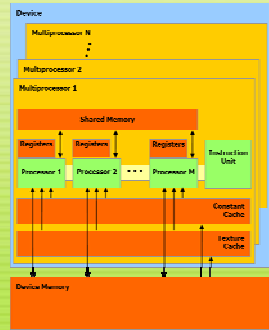 Device
Multiprocessor N
Multiprocessor 2
Multiprocessor 1
Shared Memory
Registers
Registers
Registers
Processor 1
Processor 2
Processor M
Instruction
Unit
Constant
Cache
Texture
Cache
Device Memory